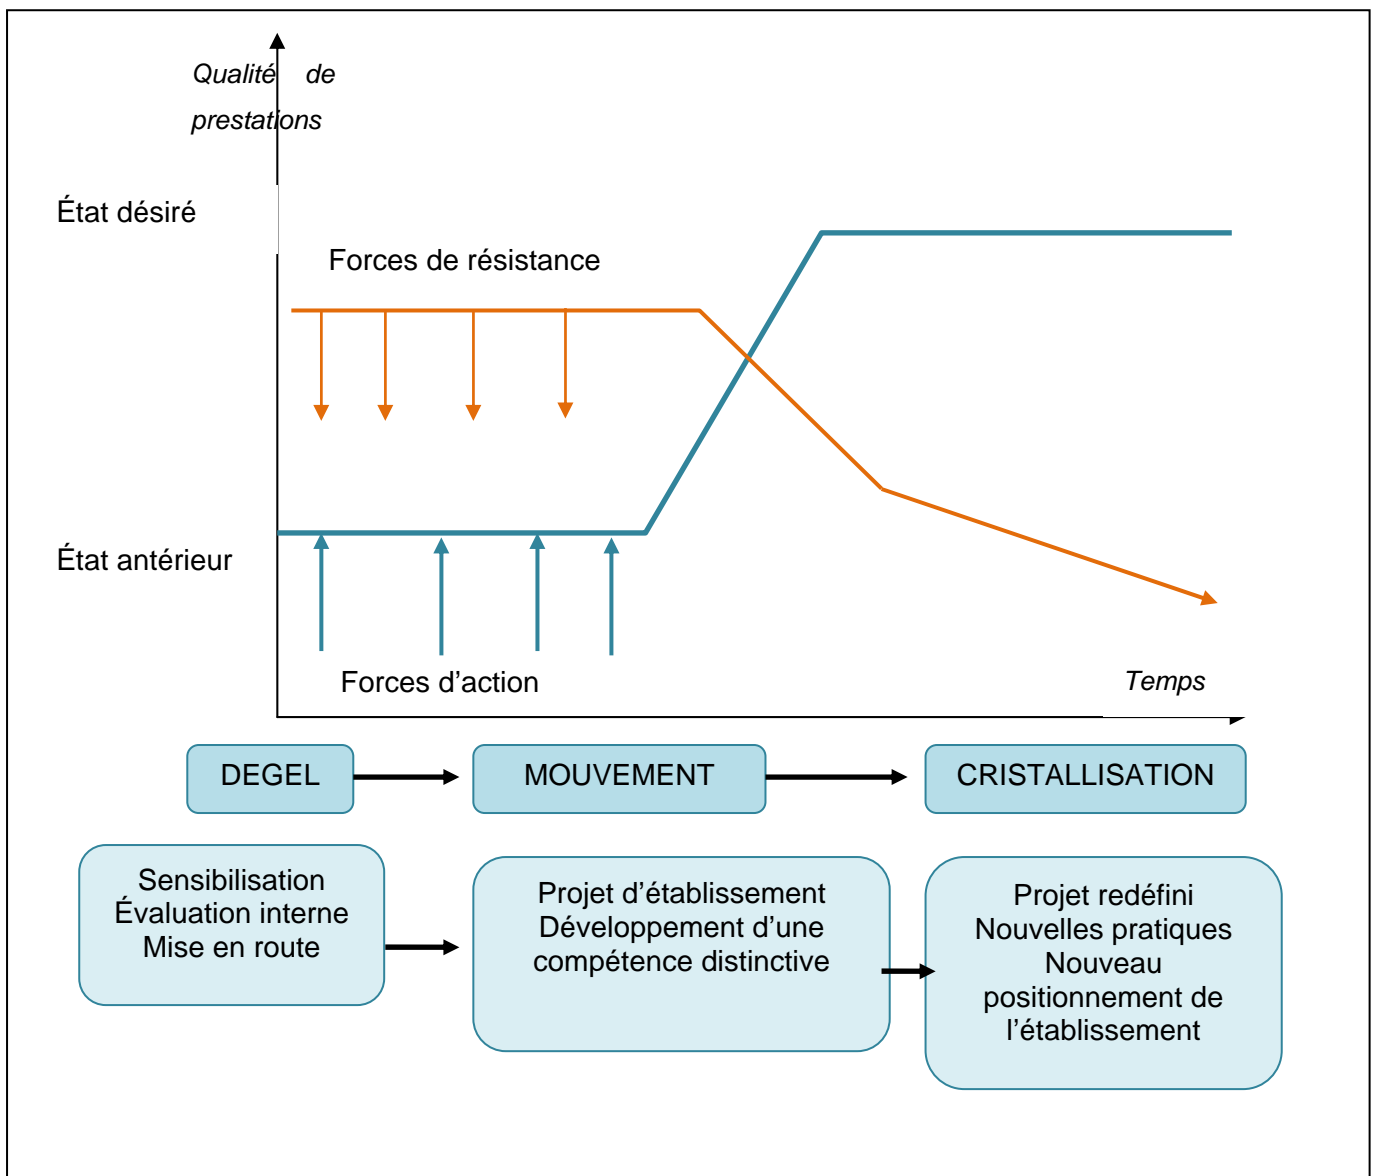 Qualité de
prestations
État désiré
Forces de résistance
État antérieur
Forces d’action
Temps
DEGEL
MOUVEMENT
CRISTALLISATION
Sensibilisation
Évaluation interne
Mise en route
Projet d’établissement
Développement d’une
compétence distinctive
Projet redéfini
Nouvelles pratiques
Nouveau
positionnement de
l’établissement